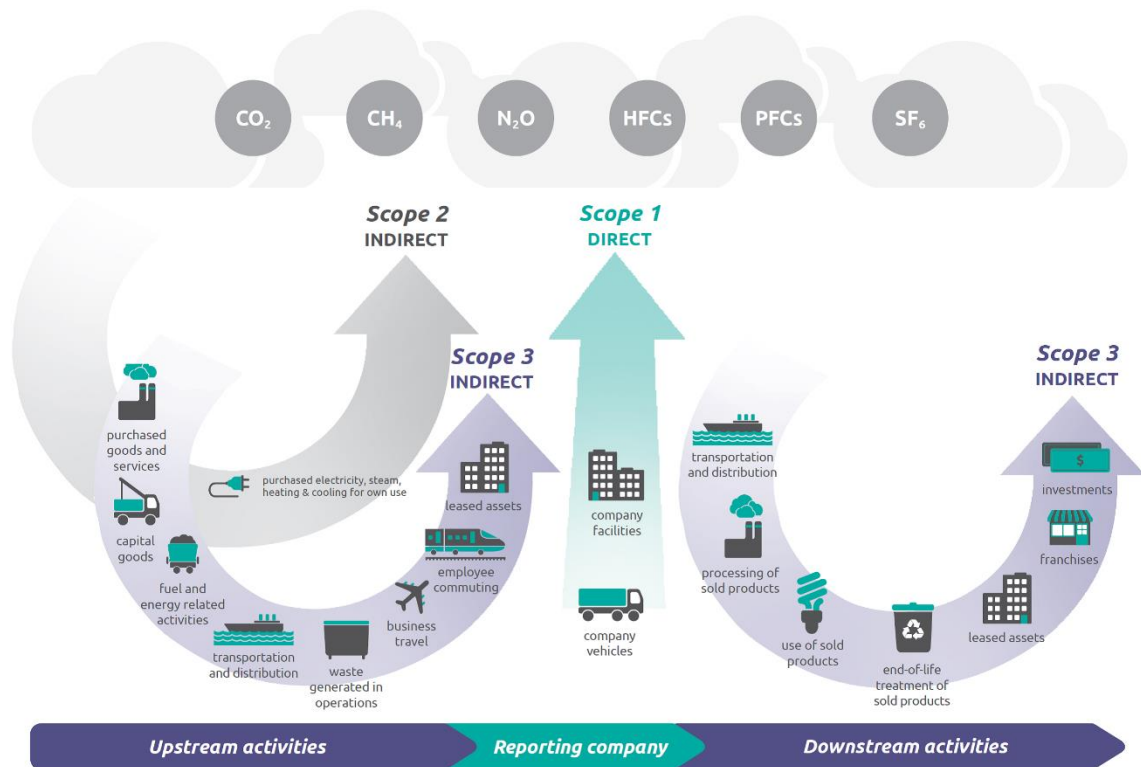 CO₂
CH₄
N₂O
HFCs
PFCs
SF₆
Scope 2
INDIRECT
Scope 1
DIRECT
Scope 3
INDIRECT
Scope 3
INDIRECT
purchased
goods and
services
capital
goods
fuel and
energy related
activities
transportation
and distribution
waste
generated in
operations
business
travel
employee
commuting
leased assets
purchased electricity, steam,
heating & cooling for own use
company
facilities
company
vehicles
transportation
and distribution
processing of
sold products
use of sold
products
end-of-life
treatment of
sold products
leased assets
franchises
$
investments
Upstream activities
Reporting company
Downstream activities